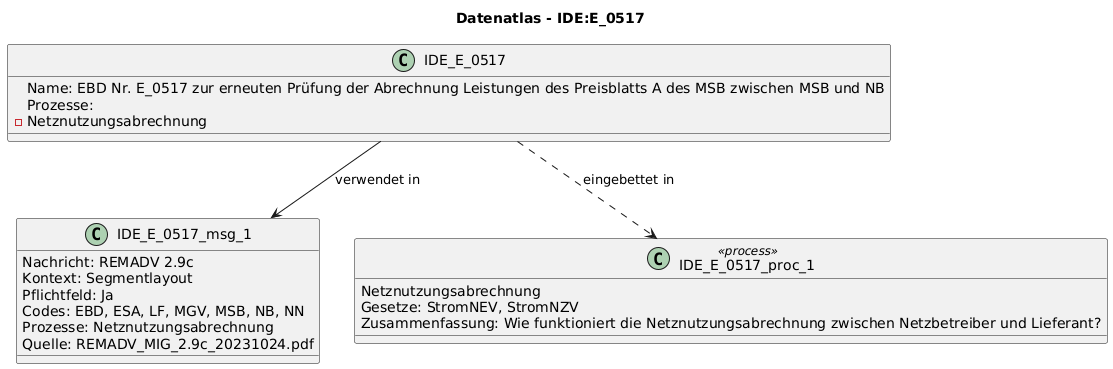 Datenatlas - IDE:E_0517
C IDE_E_0517
Name: EBD Nr. E_0517 zur erneuten Prüfung der Abrechnung Leistungen des Preisblatts A des MSB zwischen MSB und NB
Prozesse:
Netznutzungsabrechnung
verwendet in
eingebettet in
C IDE_E_0517_msg_1
Nachricht: REMADV 2.9c
Kontext: Segmentlayout
Pflichtfeld: Ja
Codes: EBD, ESA, LF, MGV, MSB, NB, NN
Prozesse: Netznutzungsabrechnung
Quelle: REMADV_MIG_2.9c_20231024.pdf
«process»
C IDE_E_0517_proc_1
Netznutzungsabrechnung
Gesetze: StromNEV, StromNZV
Zusammenfassung: Wie funktioniert die Netznutzungsabrechnung zwischen Netzbetreiber und Lieferant?